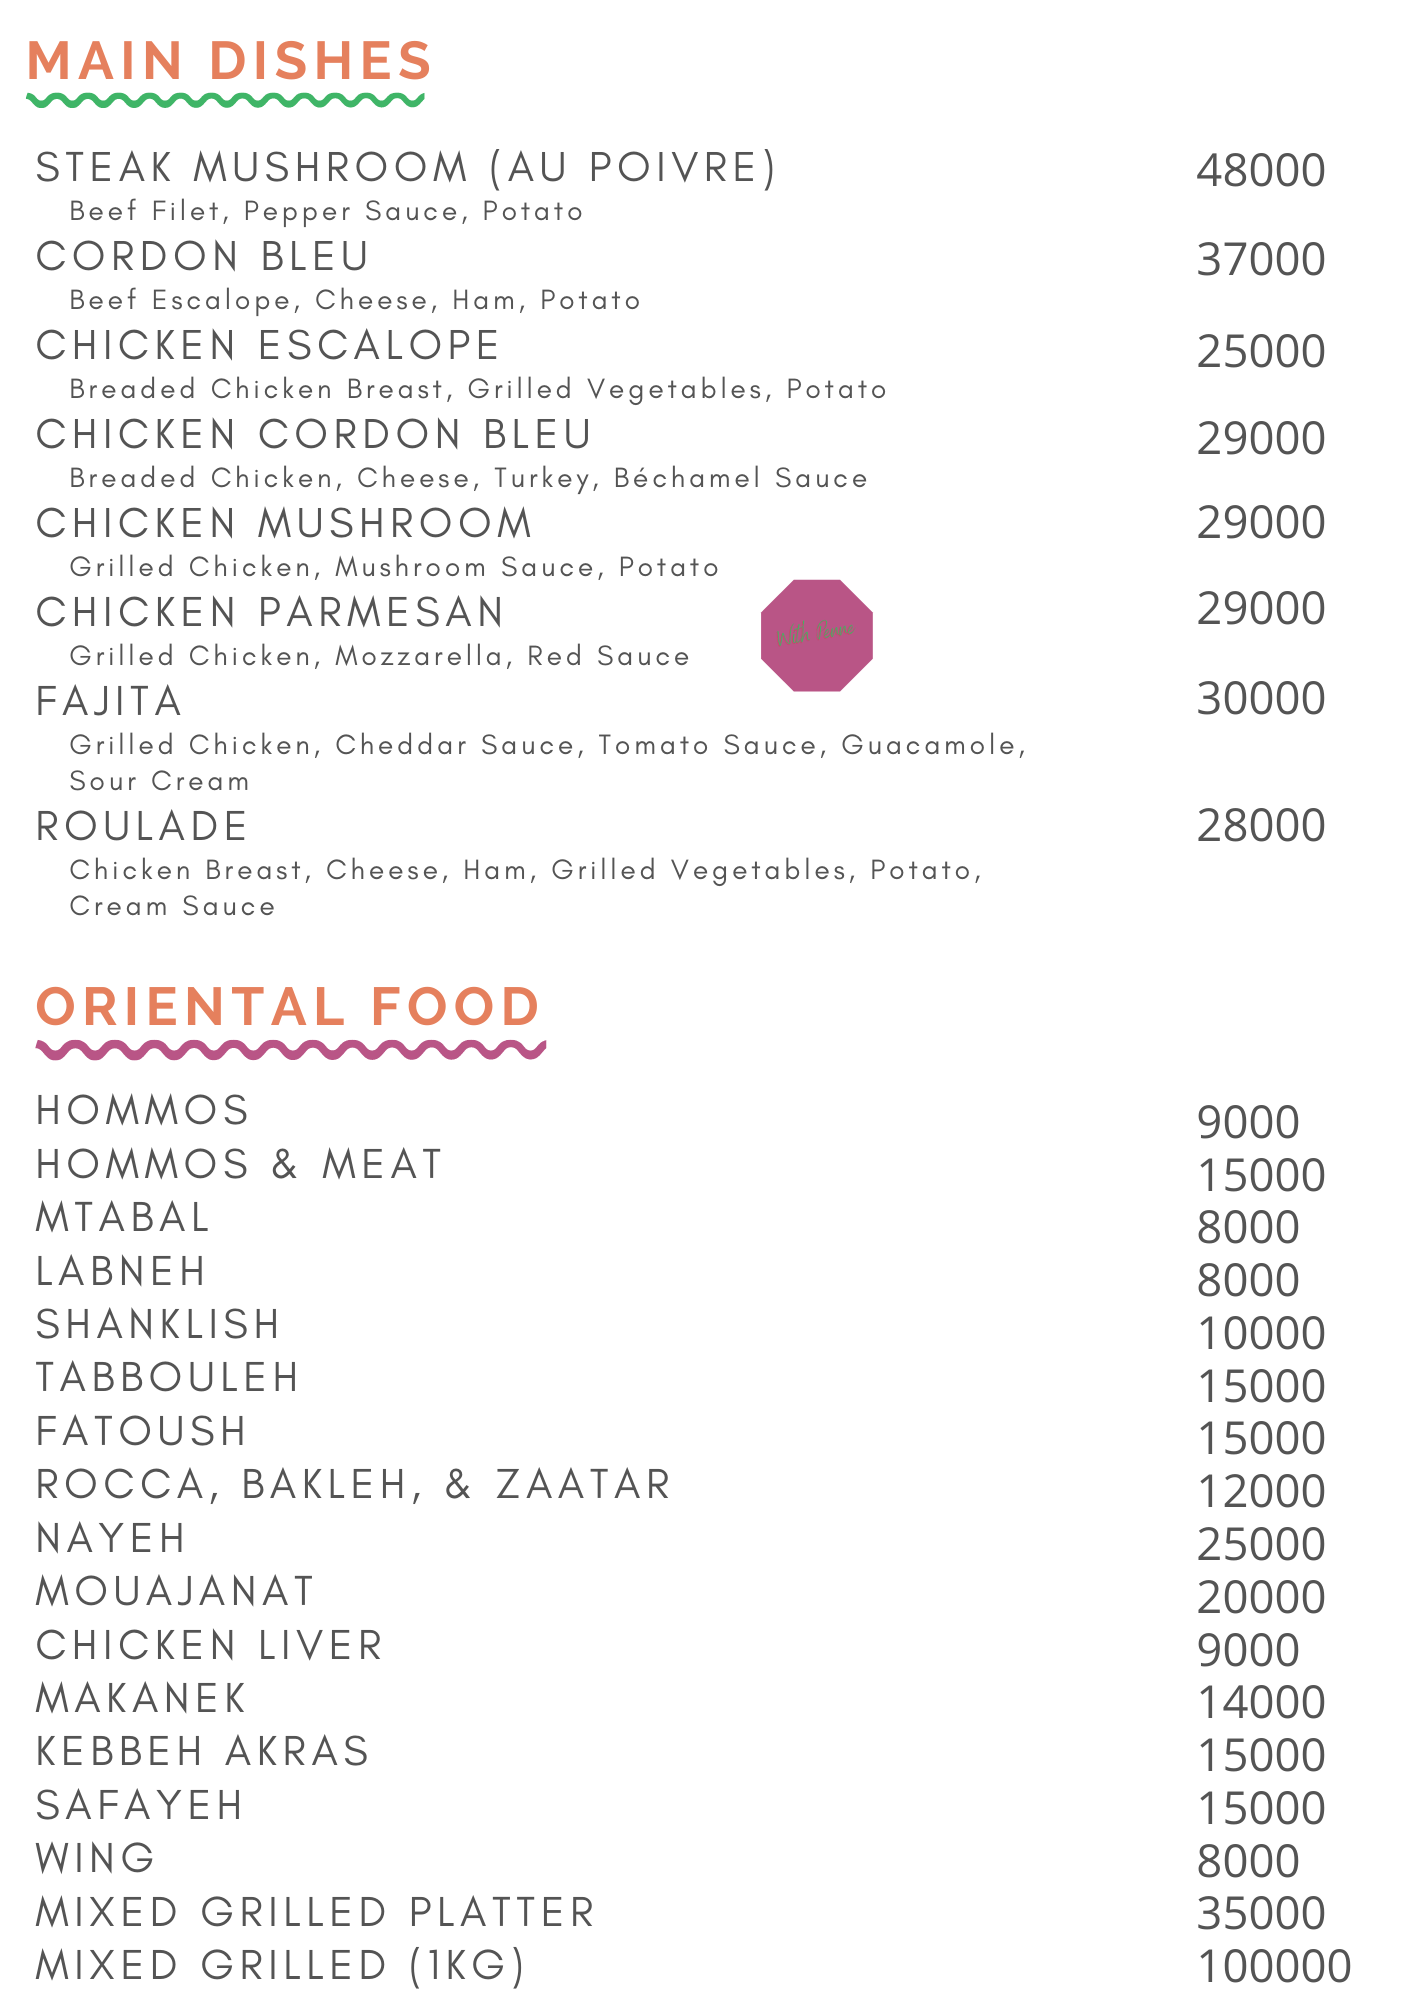 MAIN DISHES
STEAK MUSHROOM (AU POIVRE) 48000
Beef Filet, Pepper Sauce, Potato
CORDON BLEU 37000
Beef Escalope, Cheese, Ham, Potato
CHICKEN ESCALOPE 25000
Breaded Chicken Breast, Grilled Vegetables, Potato
CHICKEN CORDON BLEU 29000
Breaded Chicken, Cheese, Turkey, Béchamel Sauce
CHICKEN MUSHROOM 29000
Grilled Chicken, Mushroom Sauce, Potato
CHICKEN PARMESAN 29000
With
Grilled Chicken, Mozzarella, Red Sauce
FAJITA 30000
Grilled Chicken, Cheddar Sauce, Tomato Sauce, Guacamole,
Sour Cream
ROULADE 28000
Chicken Breast, Cheese, Ham, Grilled Vegetables, Potato,
Cream Sauce
ORIENTAL FOOD
HOMMOS 9000
HOMMOS & MEAT 15000
MTABAL 8000
LABNEH 8000
SHANKLISH 10000
TABBOULEH 15000
FATOUSH 15000
ROCCA, BAKLEH, & ZAATAR 12000
NAYEH 25000
MOUAJANAT 20000
CHICKEN LIVER 9000
MAKANEK 14000
KEBBEH AKRAS 15000
SAFAYEH 15000
WING 8000
MIXED GRILLED PLATTER 35000
MIXED GRILLED (1KG) 100000